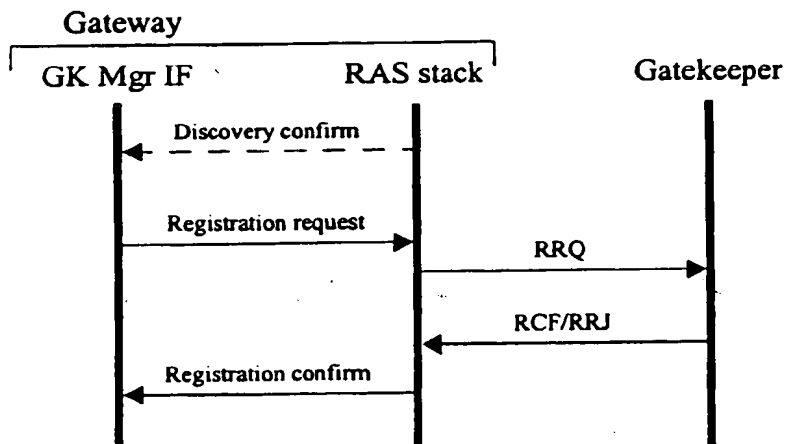 Gateway
GK Mgr IF
RAS stack
Gatekeeper
Discovery confirm
Registration request
RRQ
RCF/RRJ
Registration confirm